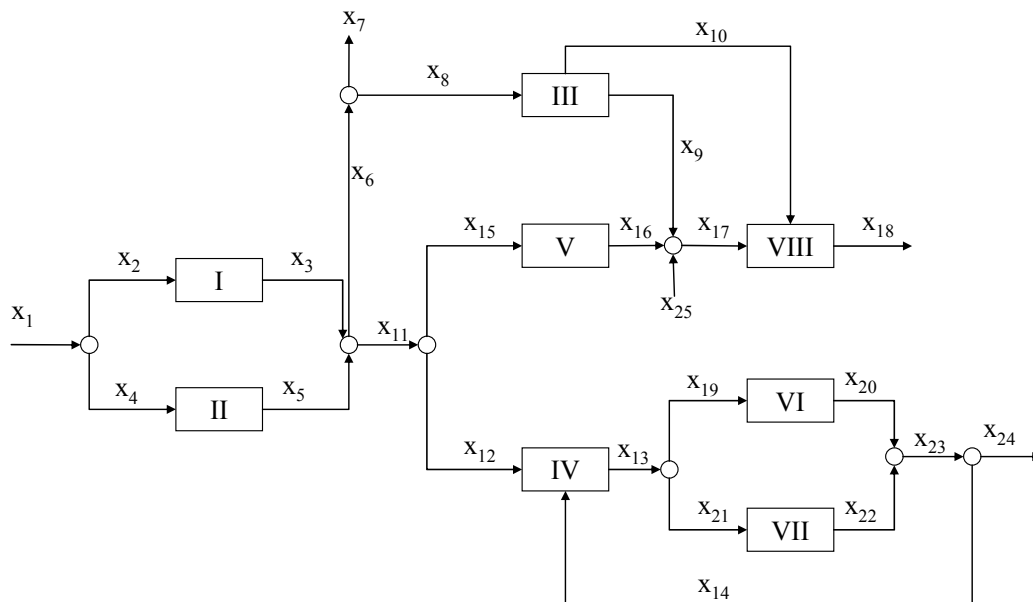 x₇
x₁₀
x₈
III
x₉
x₆
x₁₅
x₁₆
x₁₇
x₁₈
V
VIII
x₂
x₃
I
x₂₅
x₁
x₁₁
x₄
x₅
II
x₁₉
x₂₀
VI
x₂₃
x₂₄
x₁₂
x₁₃
IV
x₂₁
x₂₂
VII
x₁₄